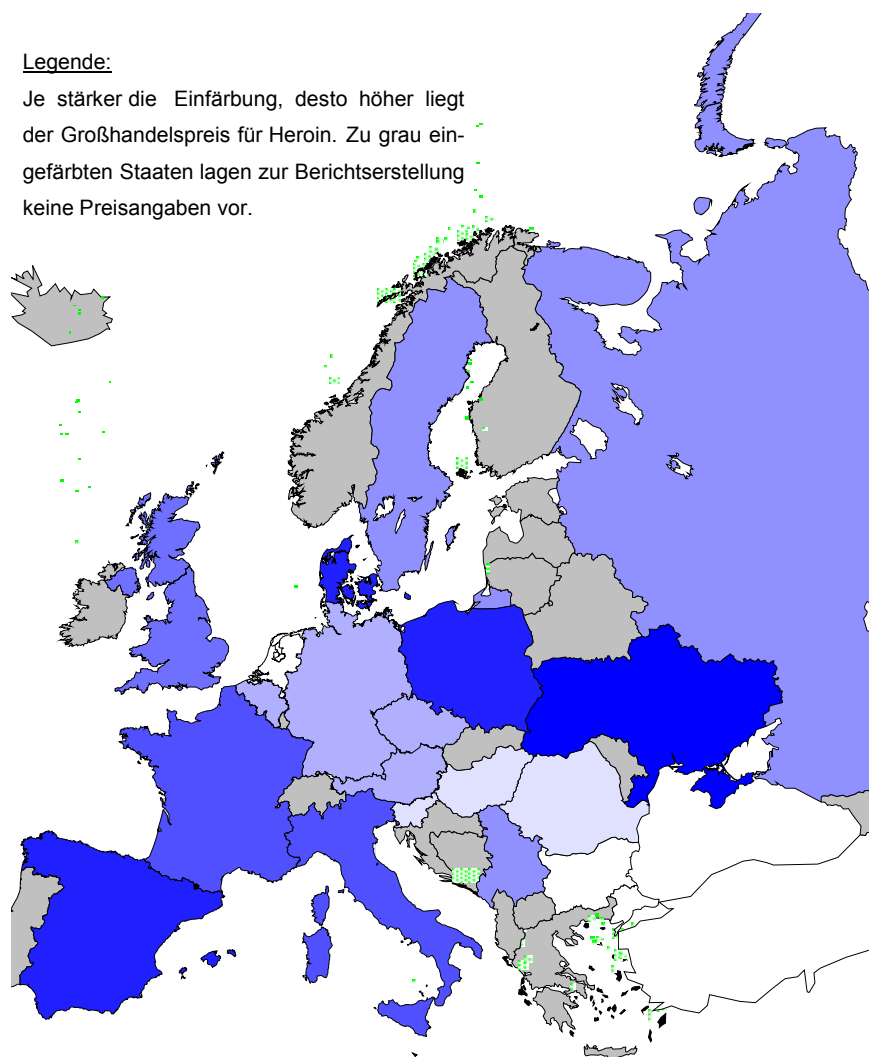 Legende:
Je stärker die Einfärbung, desto höher liegt
der Großhandelspreis für Heroin. Zu grau ein-
gefärbten Staaten lagen zur Berichtserstellung
keine Preisangaben vor.